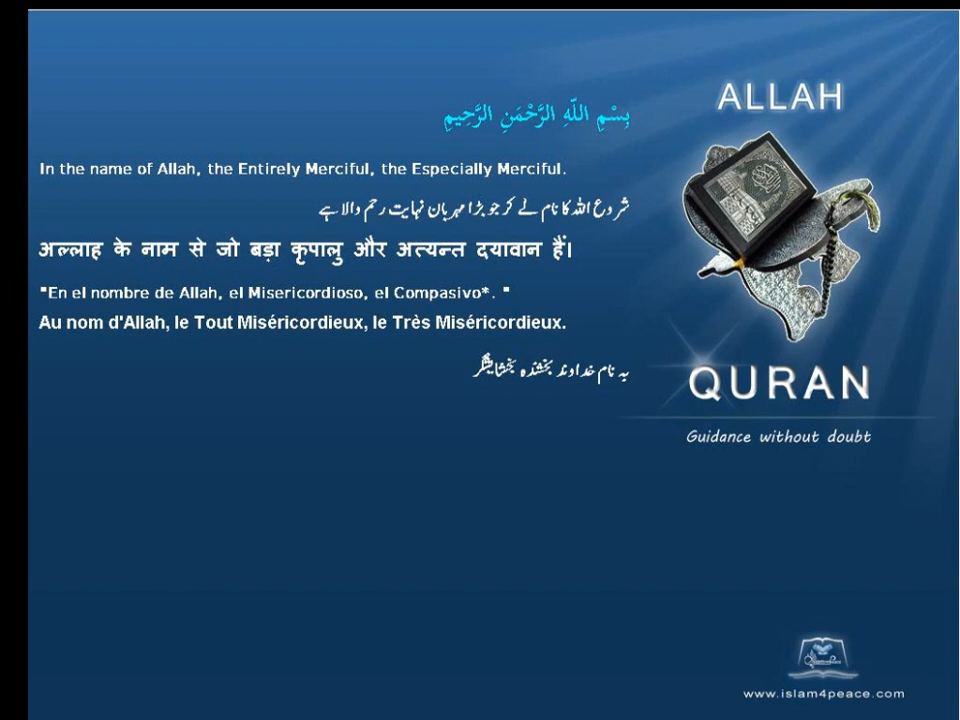 بِسْمِ اللّهِ الرَّحْمَنِ الرَّحِيمِ
In the name of Allah, the Entirely Merciful, the Especially Merciful.
شروع اللہ کا نام لے کر جو بڑا مہربان نہایت رحم والا ہے
अल्लाह के नाम से जो बड़ा कृपालु और अत्यन्त दयावान हैं।
"En el nombre de Allah, el Misericordioso, el Compasivo*. "
Au nom d'Allah, le Tout Miséricordieux, le Très Miséricordieux.
به نام خداوند بخشنده بخشایشگر
ALLAH
QURAN
Guidance without doubt
www.islam4peace.com